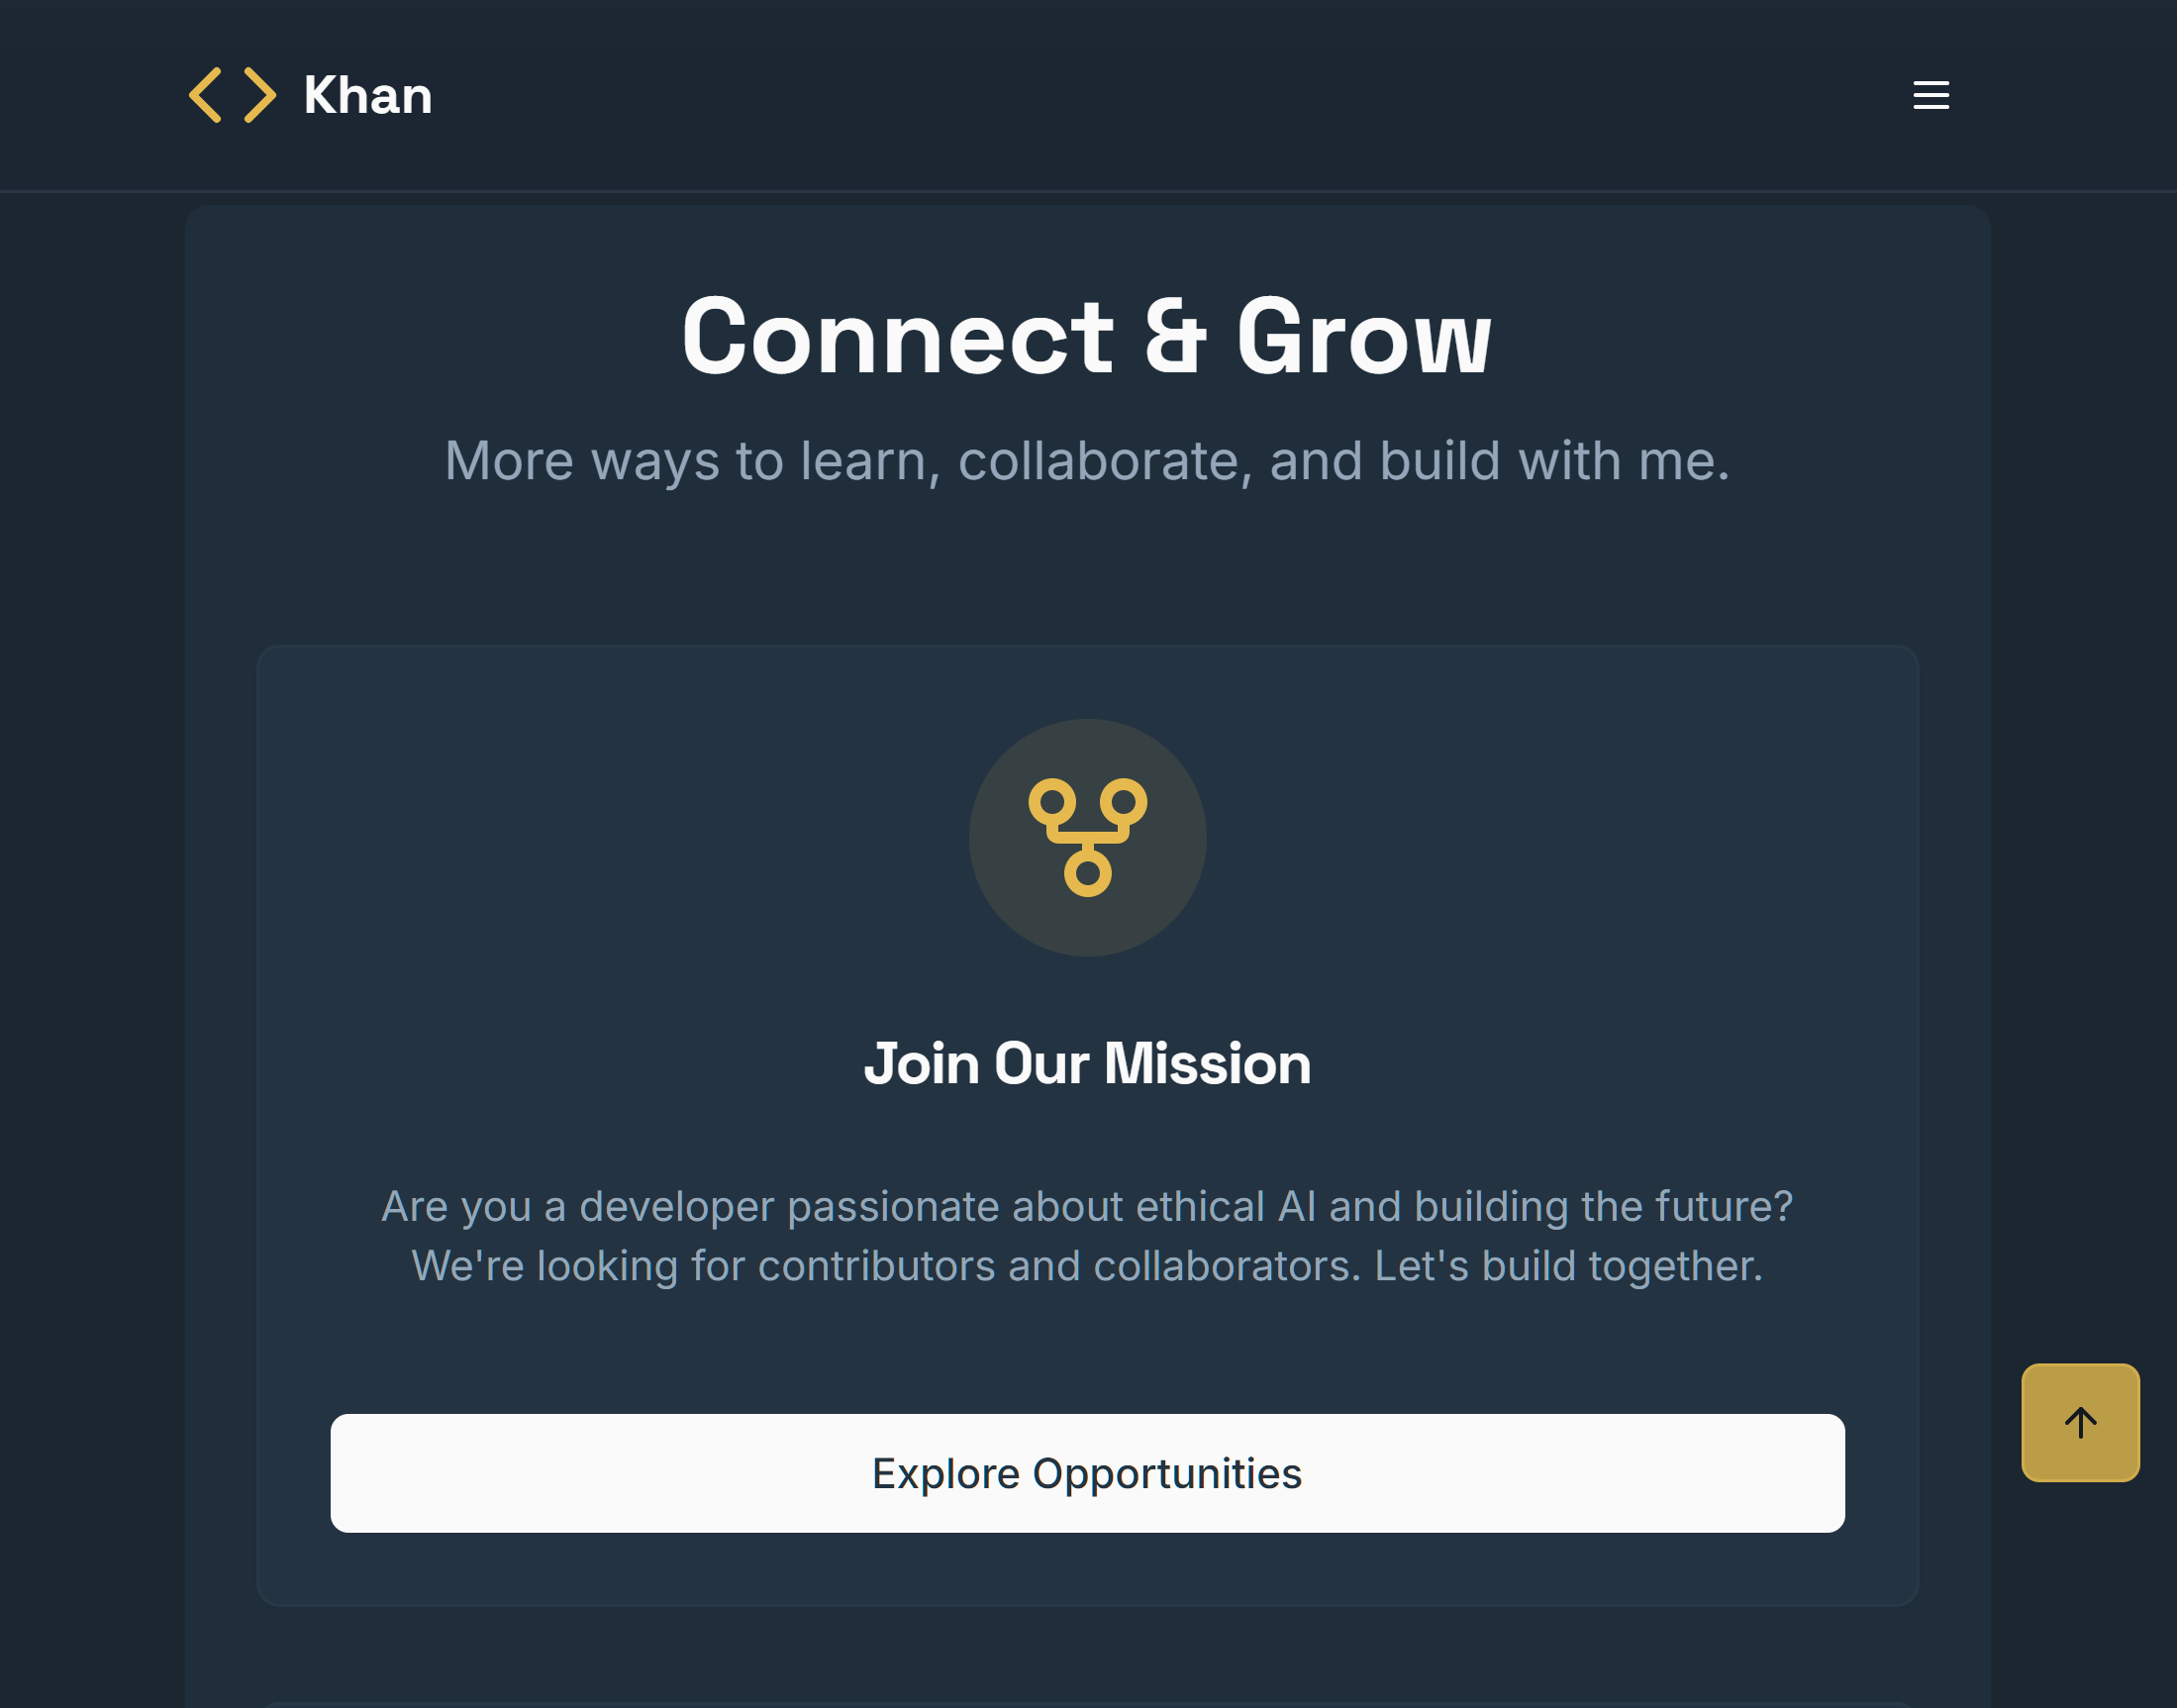 Khan
Connect & Grow
More ways to learn, collaborate, and build with me.
Join Our Mission
Are you a developer passionate about ethical AI and building the future?
We're looking for contributors and collaborators. Let's build together.
Explore Opportunities